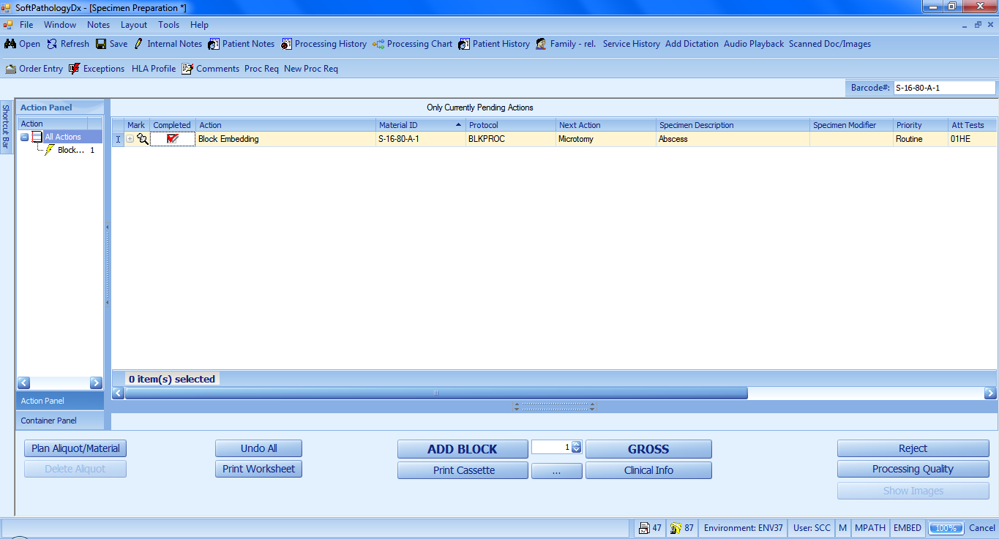 SoftPathologyDx - [Specimen Preparation *]
File Window Notes Layout Tools Help
Open Refresh Save Internal Notes Patient Notes Processing History Processing Chart Patient History Family - rel. Service History Add Dictation Audio Playback Scanned Doc/Images
Order Entry Exceptions HLA Profile Comments Proc Req New Proc Req
Barcode#: S-16-80-A-1
Shortcut Bar
Action Panel
Action
All Actions
Block... 1
Action Panel
Container Panel
Only Currently Pending Actions
Mark Completed Action Material ID Protocol Next Action Specimen Description Specimen Modifier Priority Att Tests
Block Embedding S-16-80-A-1 BLKPROC Microtomy Abscess Routine 01HE
0 item(s) selected
Plan Aliquot/Material Undo All ADD BLOCK 1 GROSS Reject
Delete Aliquot Print Worksheet Print Cassette ... Clinical Info Processing Quality
Show Images
47 87 Environment: ENV37 User: SCC M MPATH EMBED 100% Cancel